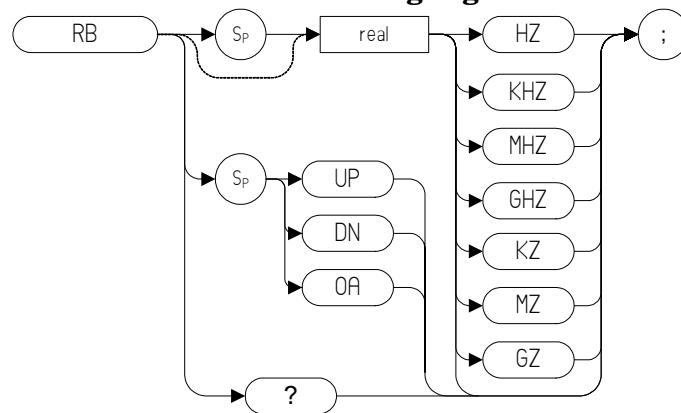 RB Sp real HZ ;
KHZ
MHZ
Sp UP GHZ
DN KZ
OA MZ
GZ
?